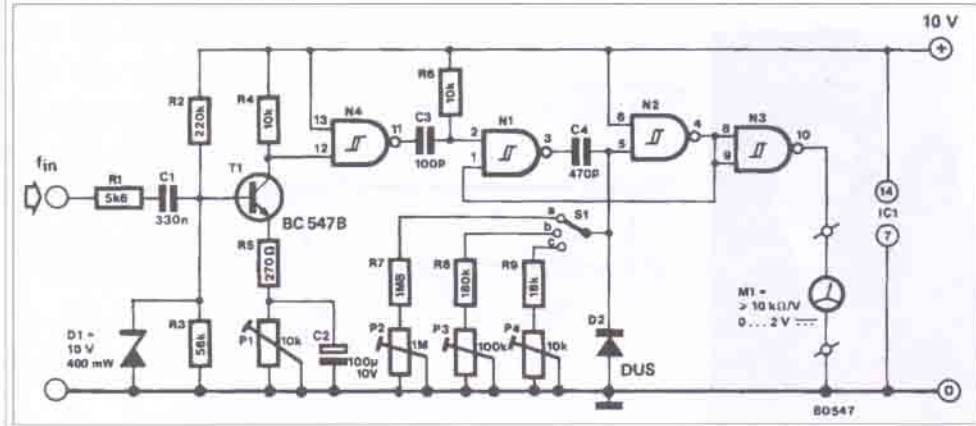 10 V
+
R2
220k
R4
10k
R6
10k
N4
13
12
11
C3
100p
N1
2
1
3
C4
470p
N2
6
5
4
N3
8
9
10
fin
R1
5k6
C1
330n
T1
BC 547B
R5
270Ω
a
b
c
S1
14
IC1
7
R7
1M8
R8
180k
R9
18k
M1 =
≥ 10 kΩ/V
0...2 V
D1 =
10 V
400 mW
R3
56k
P1
10k
C2
100µ
10V
P2
1M
P3
100k
P4
10k
D2
DUS
0
80547